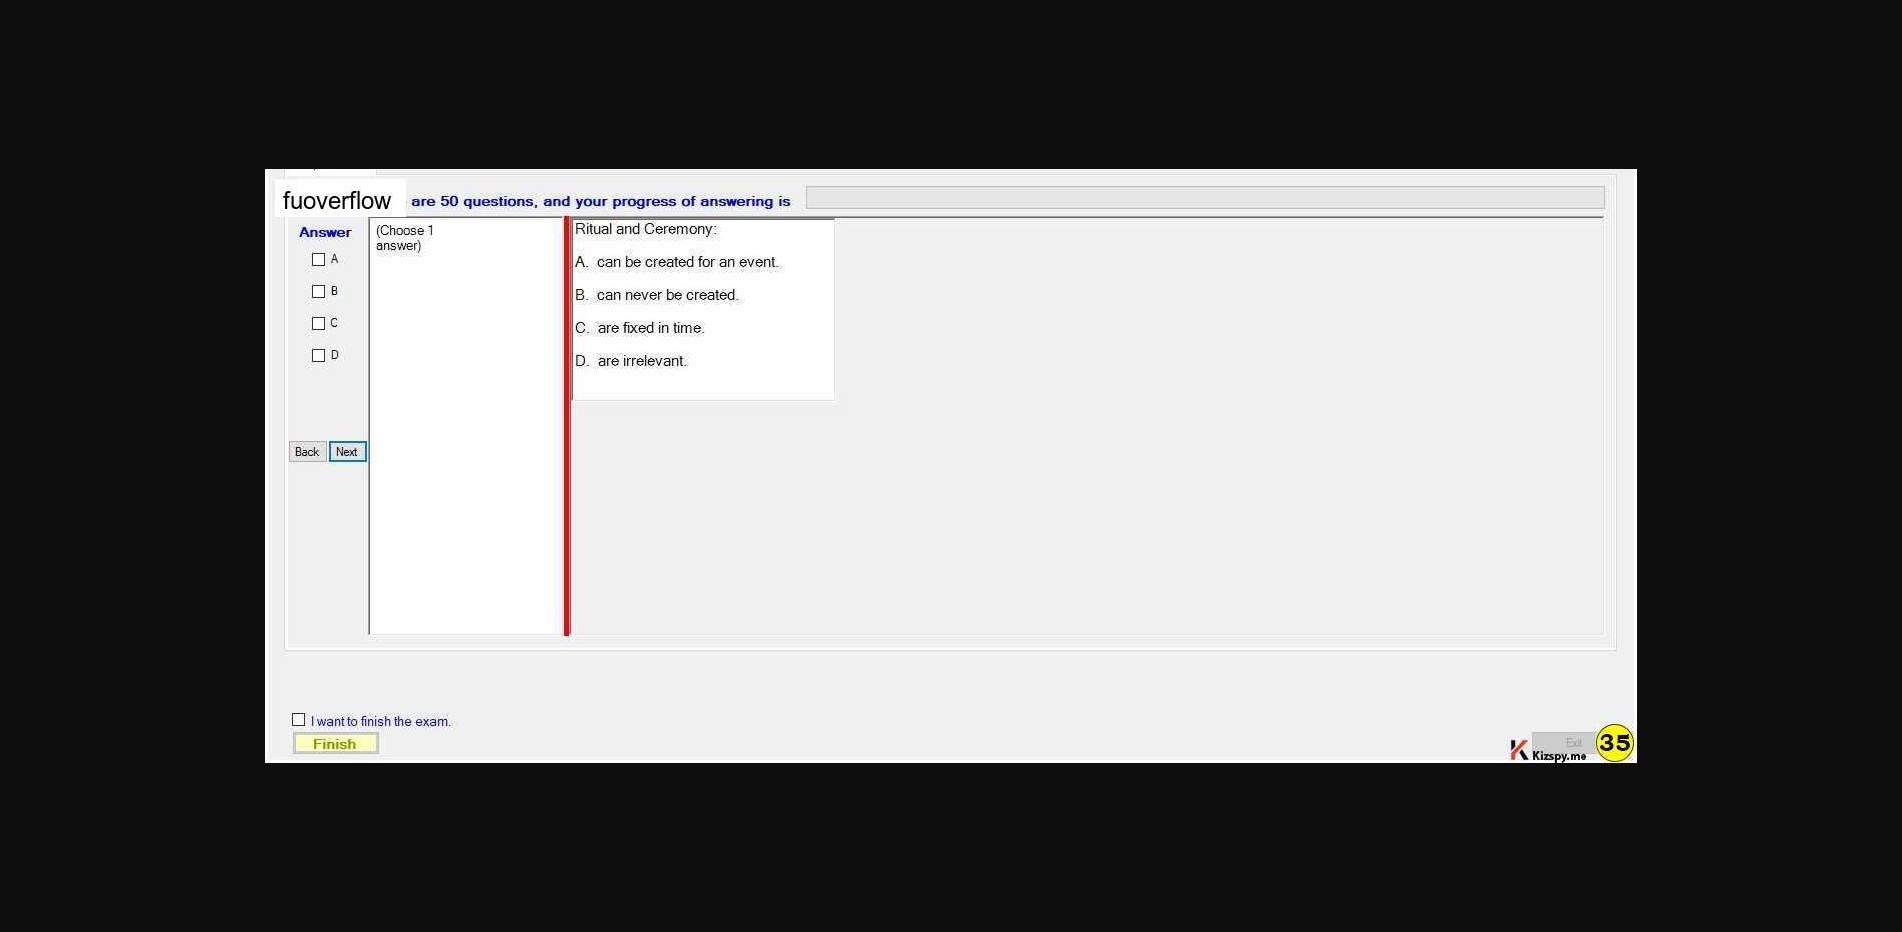 fuoverflow are 50 questions, and your progress of answering is
Answer
A
B
C
D
Back Next
(Choose 1
answer)
Ritual and Ceremony:
A. can be created for an event.
B. can never be created.
C. are fixed in time.
D. are irrelevant.
I want to finish the exam.
Finish
Exit
Kizspy.me
35